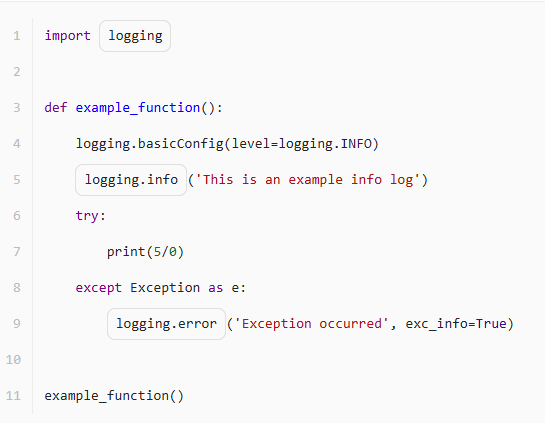 1 import logging
2
3 def example_function():
4     logging.basicConfig(level=logging.INFO)
5     logging.info('This is an example info log')
6     try:
7         print(5/0)
8     except Exception as e:
9         logging.error('Exception occurred', exc_info=True)
10
11 example_function()